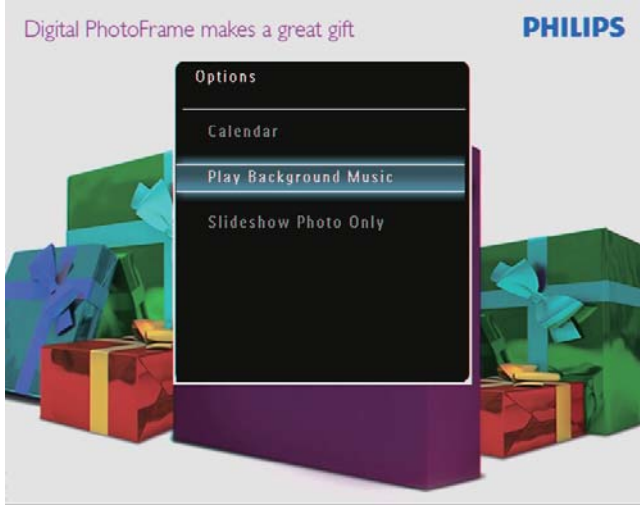 Digital PhotoFrame makes a great gift
PHILIPS
Options
Calendar
Play Background Music
Slideshow Photo Only